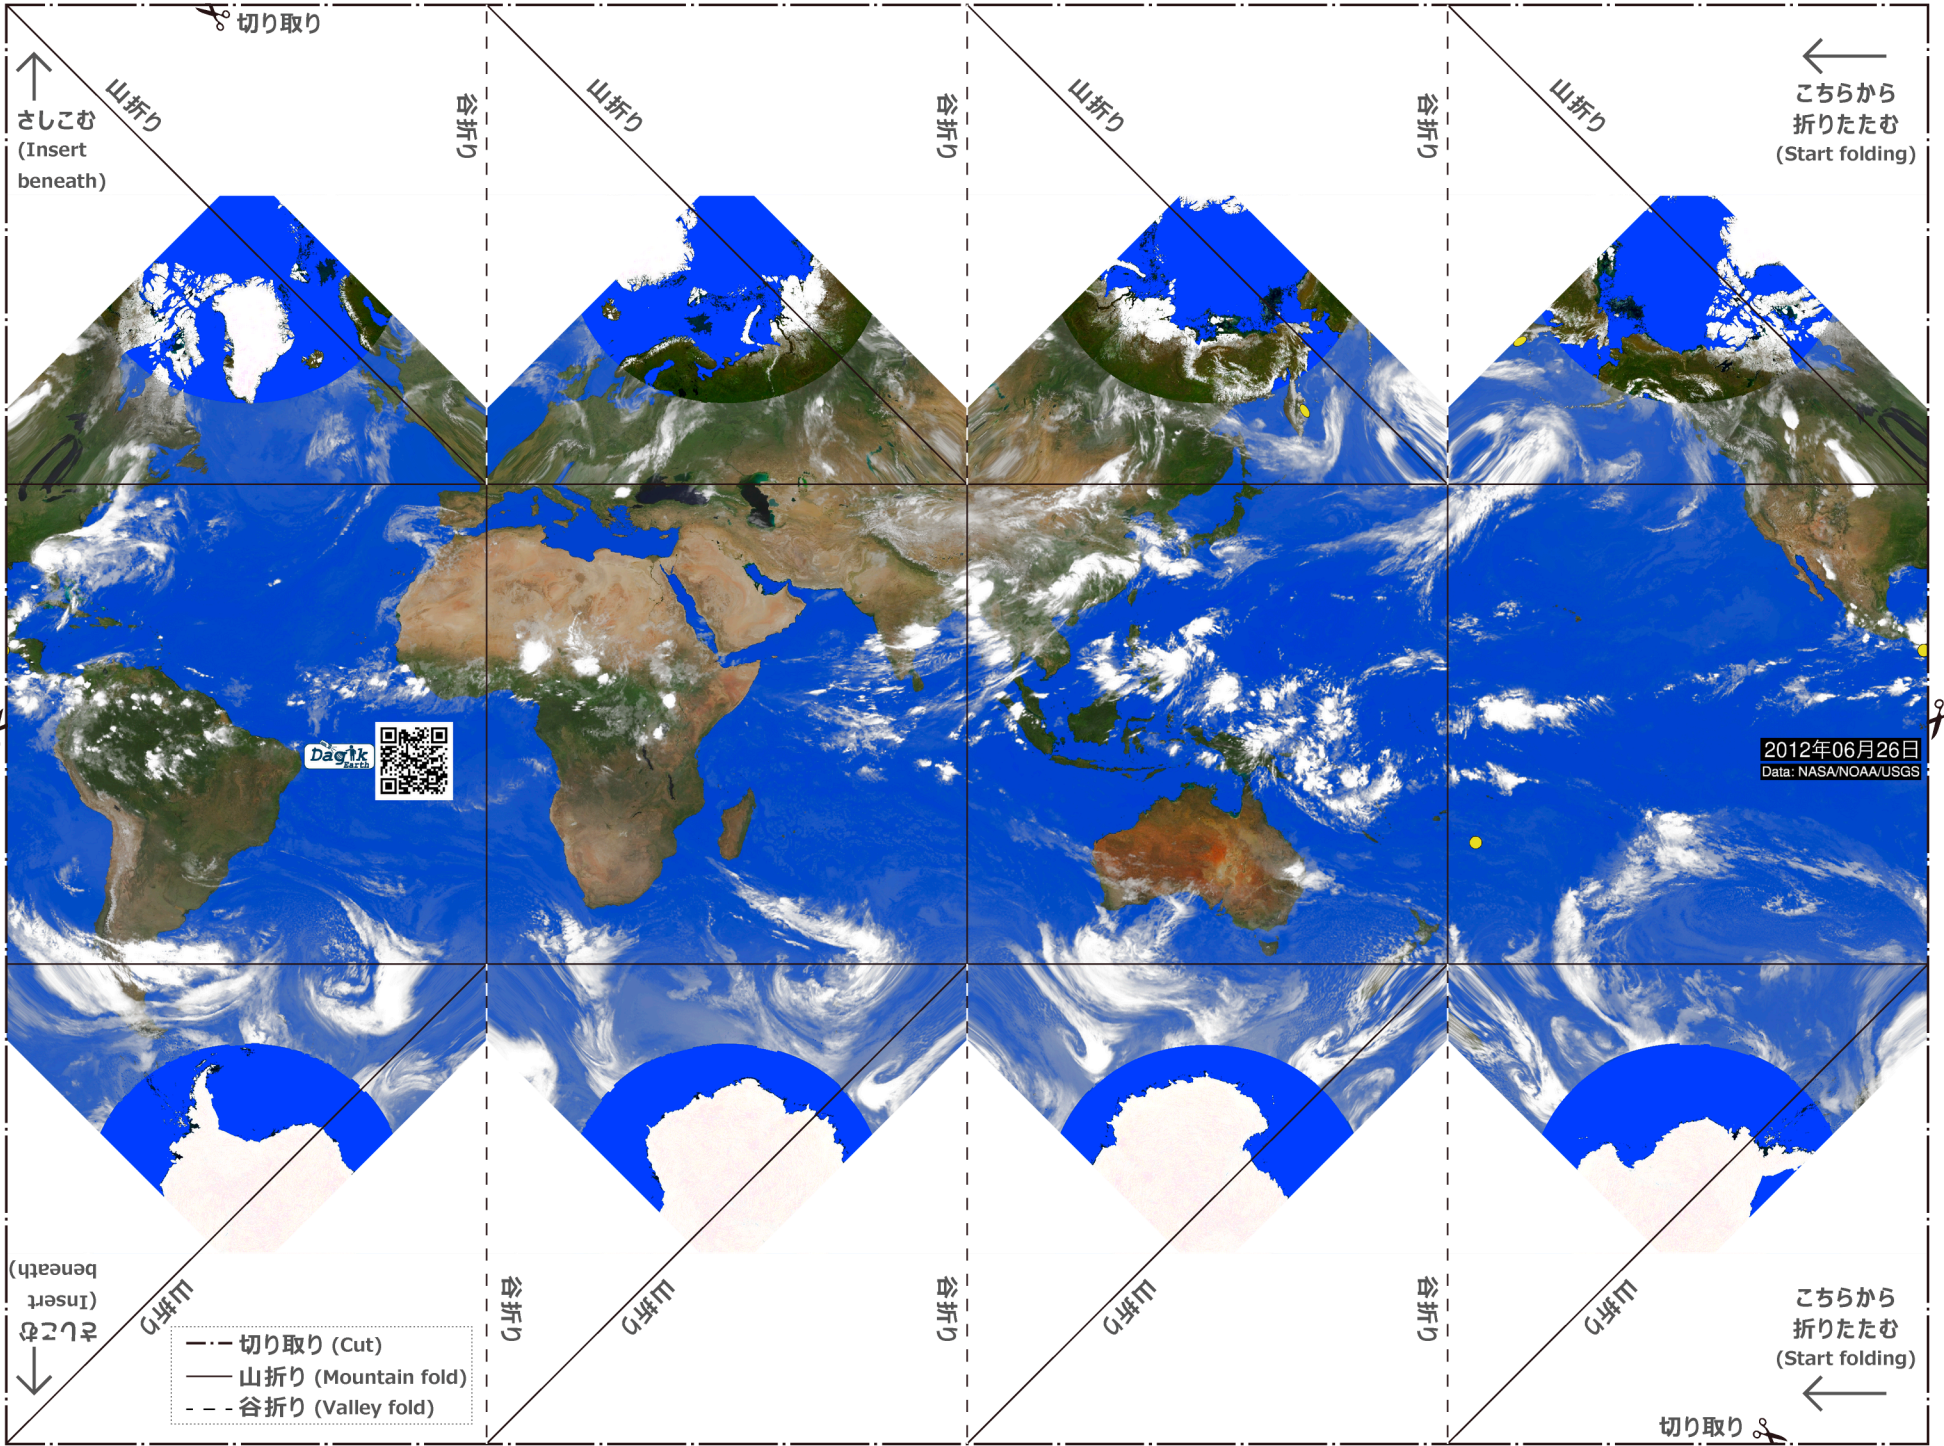 切り取り
山折り
谷折り
山折り
谷折り
山折り
谷折り
山折り
こちらから
折りたたむ
(Start folding)
さしこむ
(Insert
beneath)
Dagik
Earth
2012年06月26日
Data: NASA/NOAA/USGS
さしこむ
(Insert
beneath)
山折り
谷折り
山折り
谷折り
山折り
谷折り
山折り
こちらから
折りたたむ
(Start folding)
切り取り (Cut)
山折り (Mountain fold)
谷折り (Valley fold)
切り取り